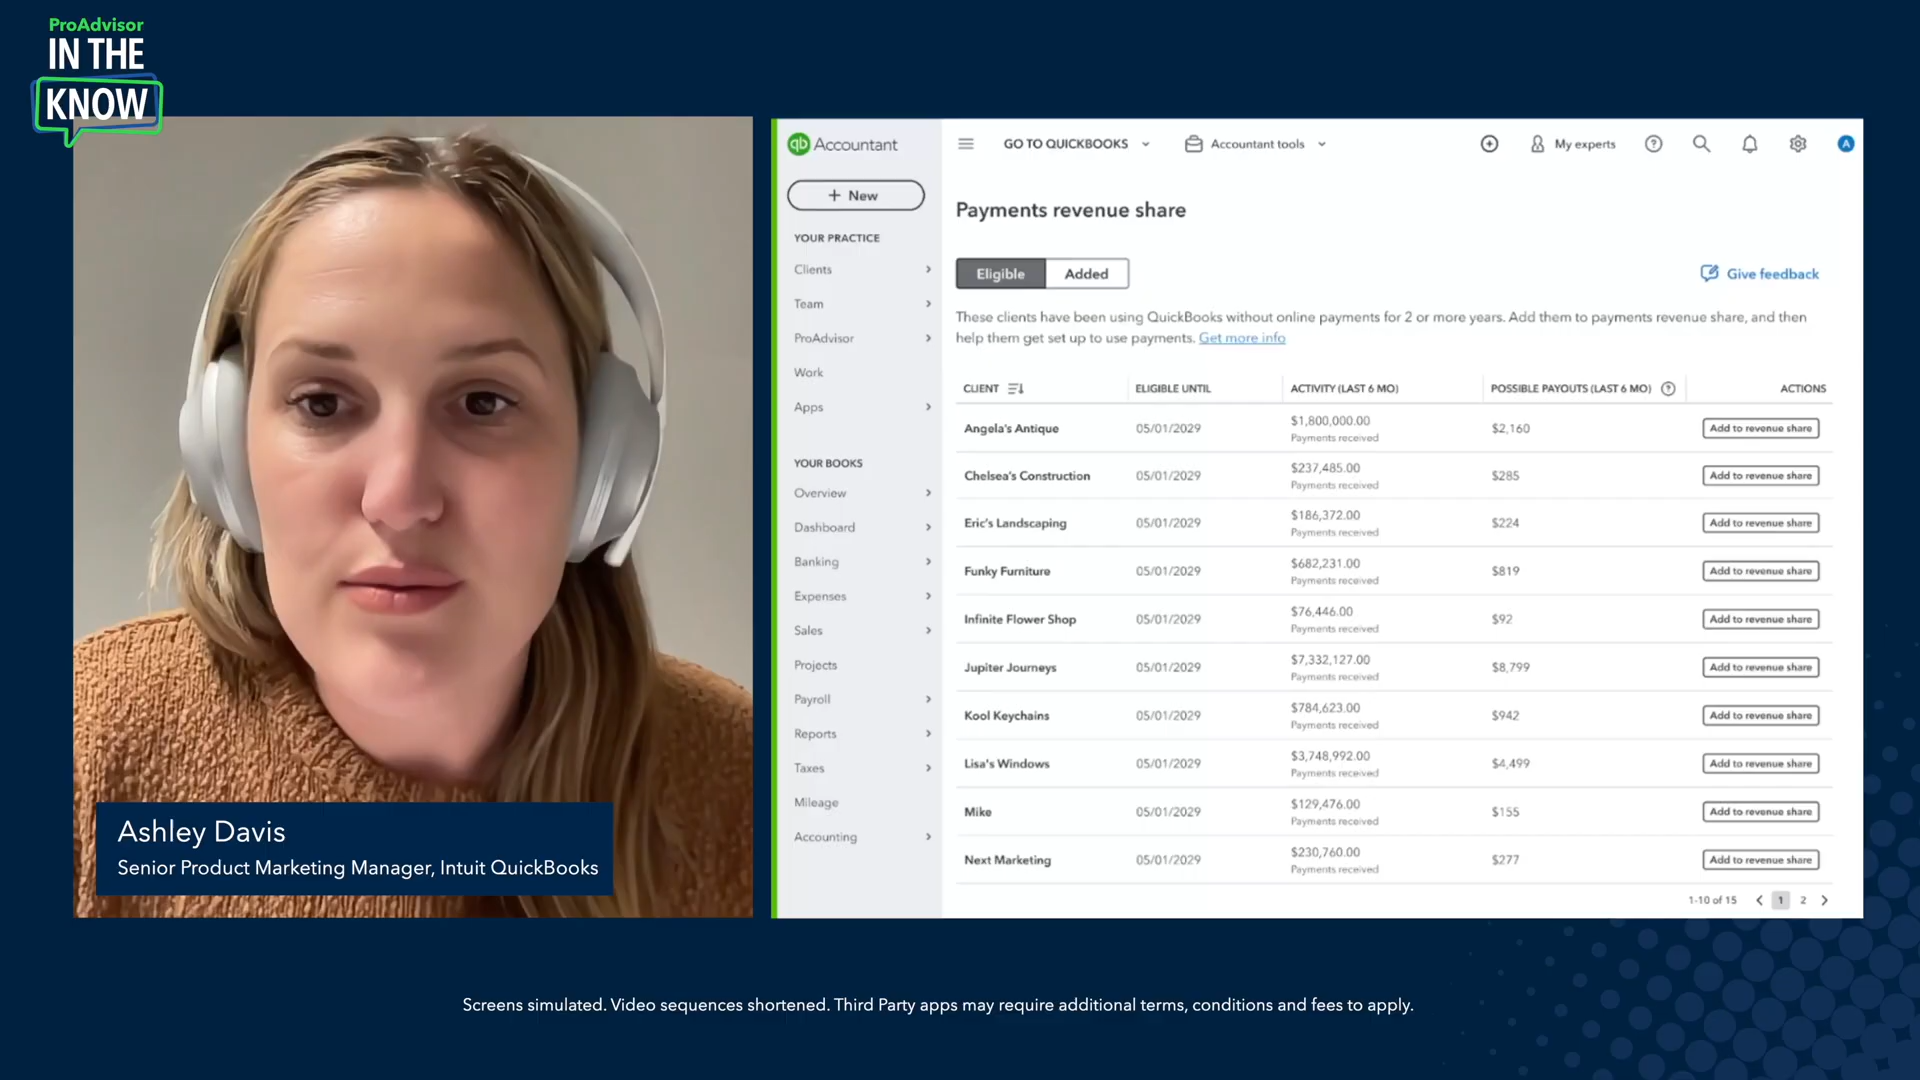 ProAdvisor
IN THE
KNOW
qb Accountant
GO TO QUICKBOOKS
Accountant tools
My experts
A
+ New
YOUR PRACTICE
Clients
Team
ProAdvisor
Work
Apps
YOUR BOOKS
Overview
Dashboard
Banking
Expenses
Sales
Projects
Payroll
Reports
Taxes
Mileage
Accounting
Payments revenue share
Eligible Added
Give feedback
These clients have been using QuickBooks without online payments for 2 or more years. Add them to payments revenue share, and then
help them get set up to use payments. Get more info
CLIENT ELIGIBLE UNTIL ACTIVITY (LAST 6 MO) POSSIBLE PAYOUTS (LAST 6 MO) ACTIONS
Angela's Antique 05/01/2029 $1,800,000.00 $2,160 Add to revenue share
Payments received
Chelsea's Construction 05/01/2029 $237,485.00 $285 Add to revenue share
Payments received
Eric's Landscaping 05/01/2029 $186,372.00 $224 Add to revenue share
Payments received
Funky Furniture 05/01/2029 $682,231.00 $819 Add to revenue share
Payments received
Infinite Flower Shop 05/01/2029 $76,446.00 $92 Add to revenue share
Payments received
Jupiter Journeys 05/01/2029 $7,332,127.00 $8,799 Add to revenue share
Payments received
Kool Keychains 05/01/2029 $784,623.00 $942 Add to revenue share
Payments received
Lisa's Windows 05/01/2029 $3,748,992.00 $4,499 Add to revenue share
Payments received
Mike 05/01/2029 $129,476.00 $155 Add to revenue share
Payments received
Next Marketing 05/01/2029 $230,760.00 $277 Add to revenue share
Payments received
1-10 of 15 1 2
Ashley Davis
Senior Product Marketing Manager, Intuit QuickBooks
Screens simulated. Video sequences shortened. Third Party apps may require additional terms, conditions and fees to apply.